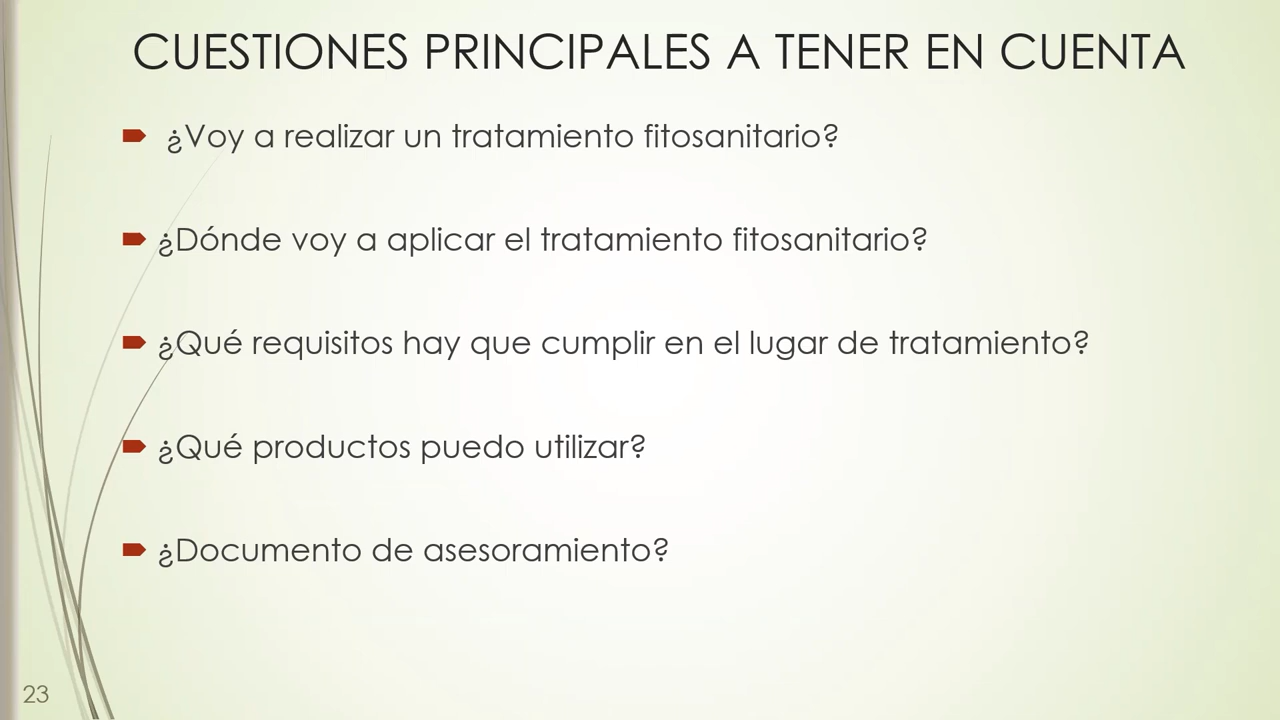 CUESTIONES PRINCIPALES A TENER EN CUENTA
¿Voy a realizar un tratamiento fitosanitario?
¿Dónde voy a aplicar el tratamiento fitosanitario?
¿Qué requisitos hay que cumplir en el lugar de tratamiento?
¿Qué productos puedo utilizar?
¿Documento de asesoramiento?
23